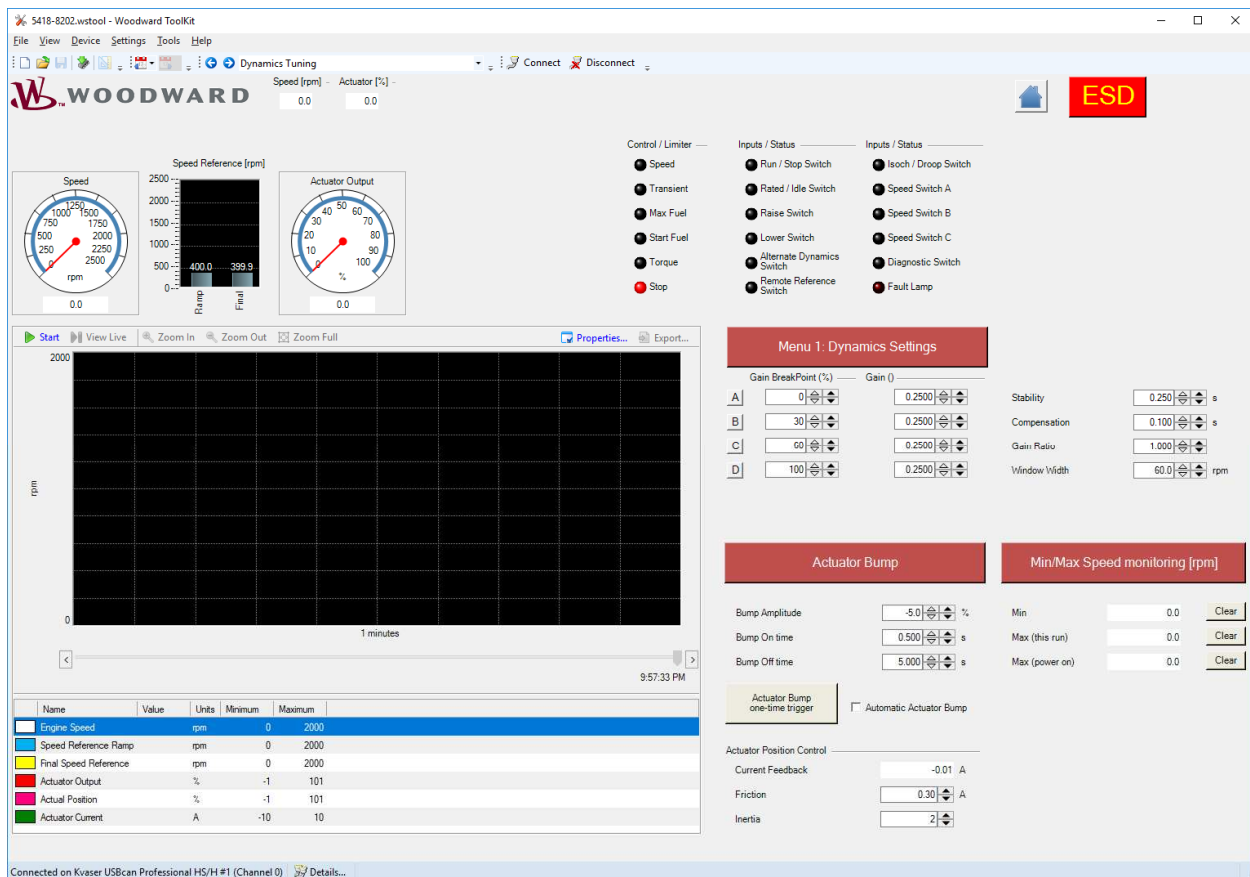 5418-8202.wstool - Woodward ToolKit
File View Device Settings Tools Help
Dynamics Tuning Connect Disconnect
WOODWARD TM
Speed [rpm] Actuator [%]
0.0 0.0
ESD
Speed
250
500
750
1000
1250
1500
1750
2000
2250
2500
0
rpm
0.0
Speed Reference [rpm]
2500
2000
1500
1000
500
0
400.0 399.9
Ramp Final
Actuator Output
0
10
20
30
40
50
60
70
80
90
100
%
0.0
Control / Limiter
Speed
Transient
Max Fuel
Start Fuel
Torque
Stop
Inputs / Status
Run / Stop Switch
Rated / Idle Switch
Raise Switch
Lower Switch
Alternate Dynamics
Switch
Remote Reference
Switch
Inputs / Status
Isoch / Droop Switch
Speed Switch A
Speed Switch B
Speed Switch C
Diagnostic Switch
Fault Lamp
Start View Live Zoom In Zoom Out Zoom Full Properties... Export...
2000
rpm
0
1 minutes
9:57:33 PM
Name Value Units Minimum Maximum
Engine Speed rpm 0 2000
Speed Reference Ramp rpm 0 2000
Final Speed Reference rpm 0 2000
Actuator Output % -1 101
Actual Position % -1 101
Actuator Current A -10 10
Menu 1: Dynamics Settings
Gain BreakPoint (%) Gain ()
A 0 0.2500
B 30 0.2500
C 60 0.2500
D 100 0.2500
Stability 0.250 s
Compensation 0.100 s
Gain Ratio 1.000
Window Width 60.0 rpm
Actuator Bump
Bump Amplitude -5.0 %
Bump On time 0.500 s
Bump Off time 5.000 s
Actuator Bump
one-time trigger
Automatic Actuator Bump
Min/Max Speed monitoring [rpm]
Min 0.0 Clear
Max (this run) 0.0 Clear
Max (power on) 0.0 Clear
Actuator Position Control
Current Feedback -0.01 A
Friction 0.30 A
Inertia 2
Connected on Kvaser USBcan Professional HS/H #1 (Channel 0) Details...